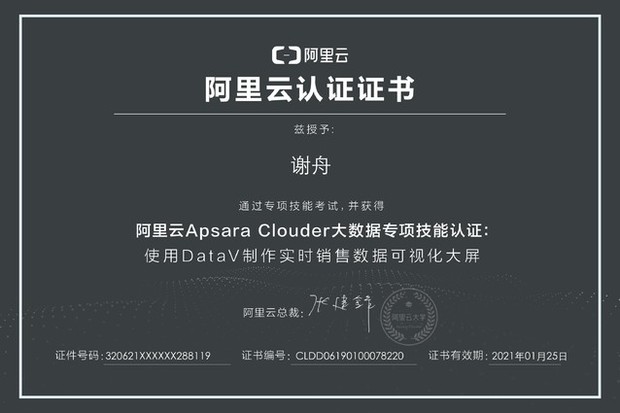 阿里云
阿里云认证证书
兹授予:
谢舟
通过专项技能考试,并获得
阿里云Apsara Clouder大数据专项技能认证:
使用DataV制作实时销售数据可视化大屏
阿里云总裁:
阿里云大学
证件号码: 320621XXXXXX288119 证书编号: CLDD06190100078220 证书有效期: 2021年01月25日